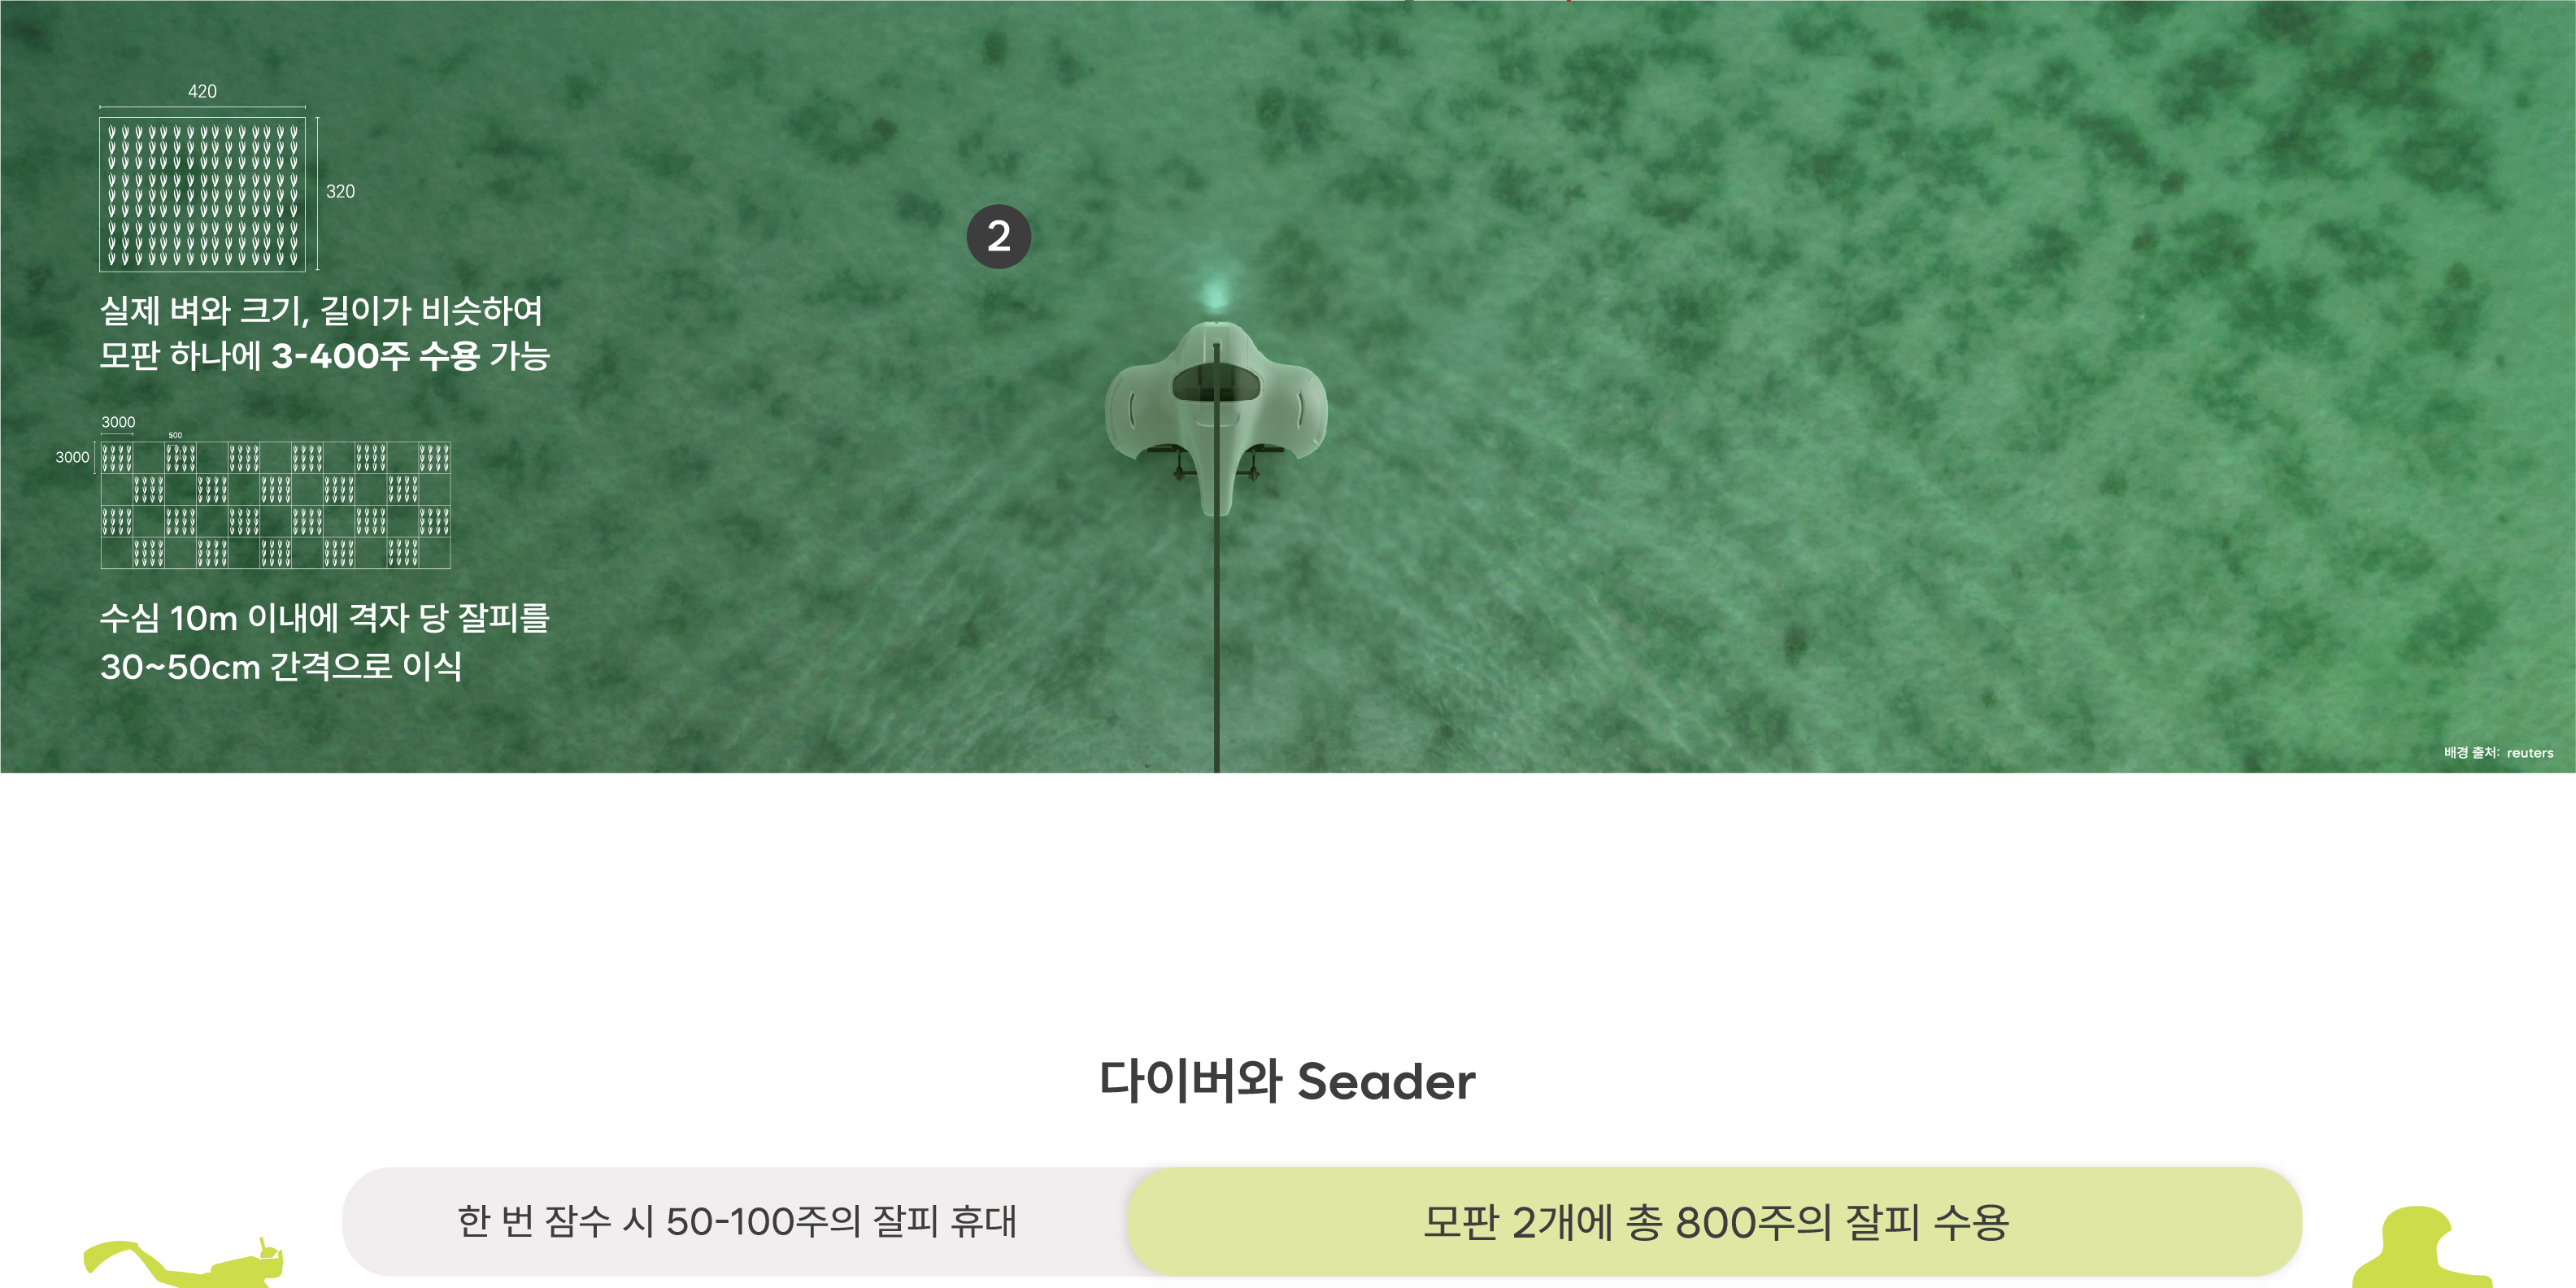 420
320
실제 벼와 크기, 길이가 비슷하여
모판 하나에 3-400주 수용 가능
3000
500
3000
수심 10m 이내에 격자 당 잘피를
30~50cm 간격으로 이식
2
배경 출처: reuters
다이버와 Seader
한 번 잠수 시 50-100주의 잘피 휴대
모판 2개에 총 800주의 잘피 수용